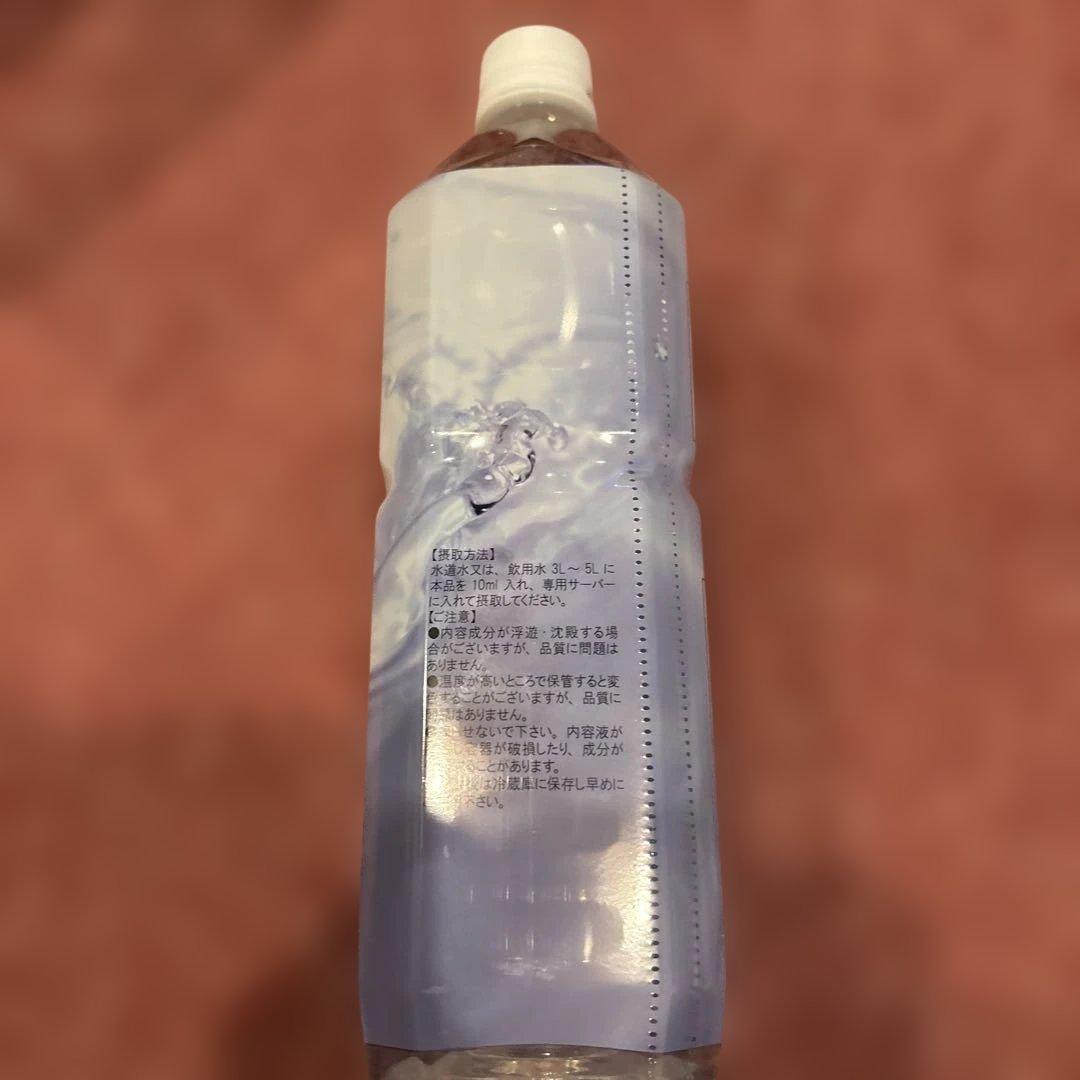 【摂取方法】
水道水又は、飲用水 3L～ 5L に
本品を 10ml 入れ、専用サーバー
に入れて摂取してください。
【ご注意】
●内容成分が浮遊・沈殿する場
合がございますが、品質に問題は
ありません。
●温度が高いところで保管すると変
することがございますが、品質に
はありません。
せないで下さい。内容液が
器が破損したり、成分が
ることがあります。
は冷蔵庫に保存し早めに
下さい。